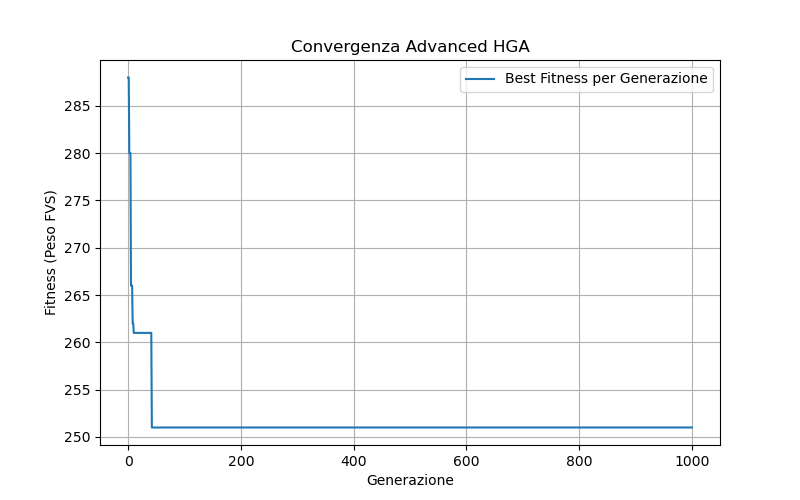 Convergenza Advanced HGA
Best Fitness per Generazione
Fitness (Peso FVS)
285
280
275
270
265
260
255
250
0 200 400 600 800 1000
Generazione